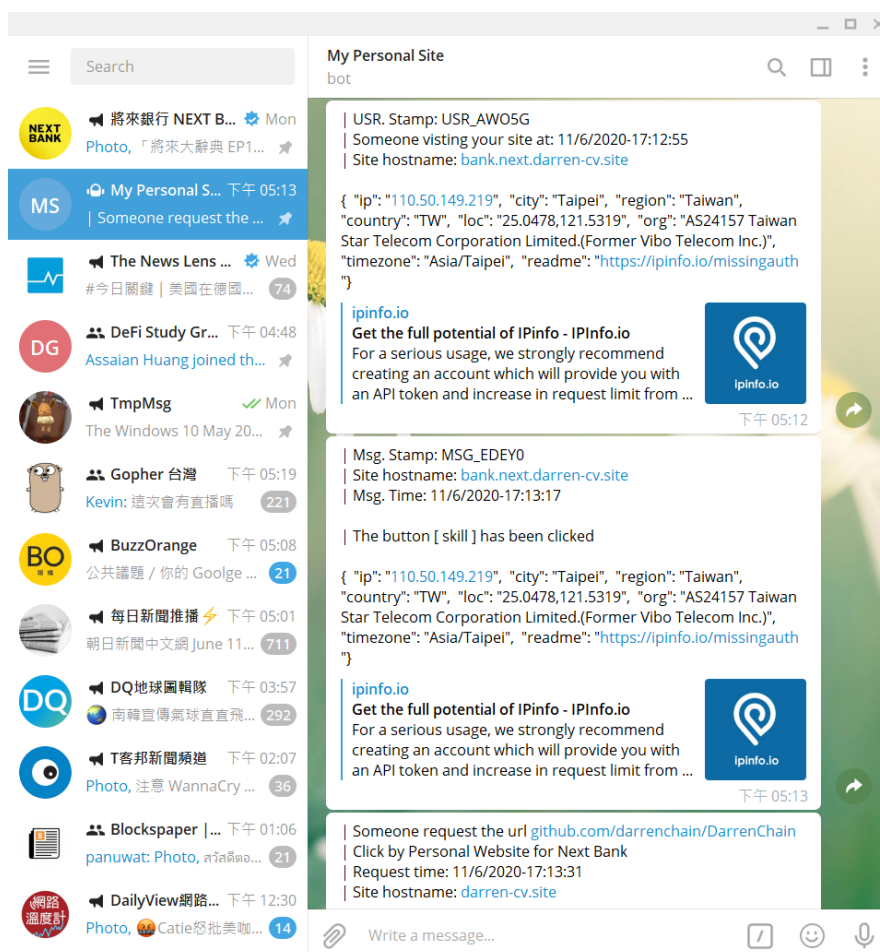 Search
NEXT BANK
將來銀行 NEXT B... Mon
Photo, 「將來大辭典 EP1...
MS
My Personal S... 下午 05:13
| Someone request the ...
The News Lens ... Wed
#今日關鍵 | 美國在德國... 74
DG
DeFi Study Gr... 下午 04:48
Assaian Huang joined th...
TmpMsg Mon
The Windows 10 May 20...
Gopher 台灣 下午 05:19
Kevin: 這次會有直播嗎 221
BO
BuzzOrange 下午 05:08
公共議題 / 你的 Goolge ... 21
每日新聞推播⚡ 下午 05:01
朝日新聞中文網 June 11... 711
DQ
DQ地球圖輯隊 下午 03:57
南韓宣傳氣球直直飛... 292
T客邦新聞頻道 下午 02:07
Photo, 注意 WannaCry ... 36
Blockspaper |... 下午 01:06
panuwat: Photo, สวัสดีตอ... 21
網路溫度計
DailyView網路... 下午 12:30
Photo, 😡Catie怒批美咖... 14
My Personal Site
bot
| USR. Stamp: USR_AWO5G
| Someone visting your site at: 11/6/2020-17:12:55
| Site hostname: bank.next.darren-cv.site
{ "ip": "110.50.149.219", "city": "Taipei", "region": "Taiwan",
"country": "TW", "loc": "25.0478,121.5319", "org": "AS24157 Taiwan
Star Telecom Corporation Limited.(Former Vibo Telecom Inc.)",
"timezone": "Asia/Taipei", "readme": "https://ipinfo.io/missingauth
"}
ipinfo.io
Get the full potential of IPinfo - IPInfo.io
For a serious usage, we strongly recommend
creating an account which will provide you with
an API token and increase in request limit from ...
ipinfo.io
下午 05:12
| Msg. Stamp: MSG_EDEY0
| Site hostname: bank.next.darren-cv.site
| Msg. Time: 11/6/2020-17:13:17
| The button [ skill ] has been clicked
{ "ip": "110.50.149.219", "city": "Taipei", "region": "Taiwan",
"country": "TW", "loc": "25.0478,121.5319", "org": "AS24157 Taiwan
Star Telecom Corporation Limited.(Former Vibo Telecom Inc.)",
"timezone": "Asia/Taipei", "readme": "https://ipinfo.io/missingauth
"}
ipinfo.io
Get the full potential of IPinfo - IPInfo.io
For a serious usage, we strongly recommend
creating an account which will provide you with
an API token and increase in request limit from ...
ipinfo.io
下午 05:13
| Someone request the url github.com/darrenchain/DarrenChain
| Click by Personal Website for Next Bank
| Request time: 11/6/2020-17:13:31
| Site hostname: darren-cv.site
Write a message...